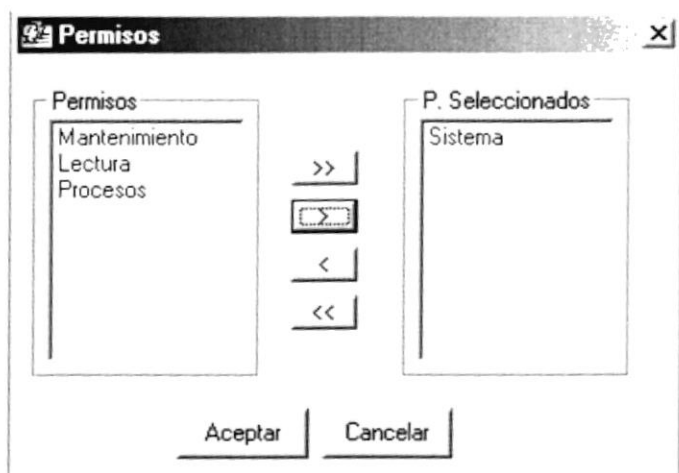 Permisos
Permisos
Mantenimiento
Lectura
Procesos
>>
>
<
<<
P. Seleccionados
Sistema
Aceptar
Cancelar